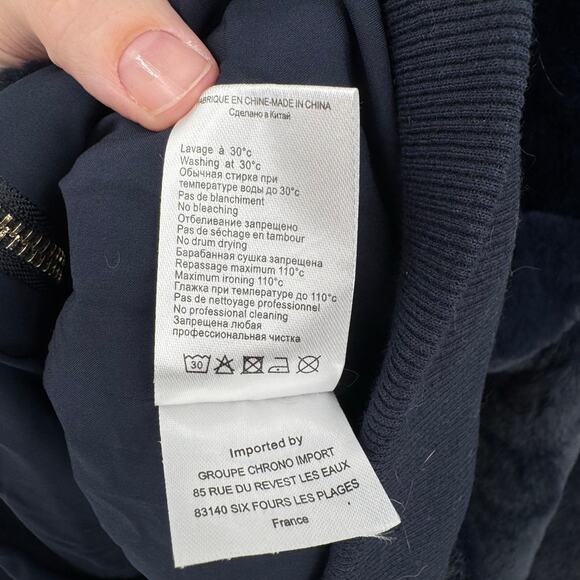 FABRIQUE EN CHINE-MADE IN CHINA
Сделано в Китай
Lavage à 30°c
Washing at 30°c
Обычная стирка при
температуре воды до 30°c
Pas de blanchiment
No bleaching
Отбеливание запрещено
Pas de séchage en tambour
No drum drying
Барабанная сушка запрещена
Repassage maximum 110°c
Maximum ironing 110°c
Глажка при температуре до 110°c
Pas de nettoyage professionnel
No professional cleaning
Запрещена любая
профессиональная чистка
30
Imported by
GROUPE CHRONO IMPORT
85 RUE DU REVEST LES EAUX
83140 SIX FOURS LES PLAGES
France